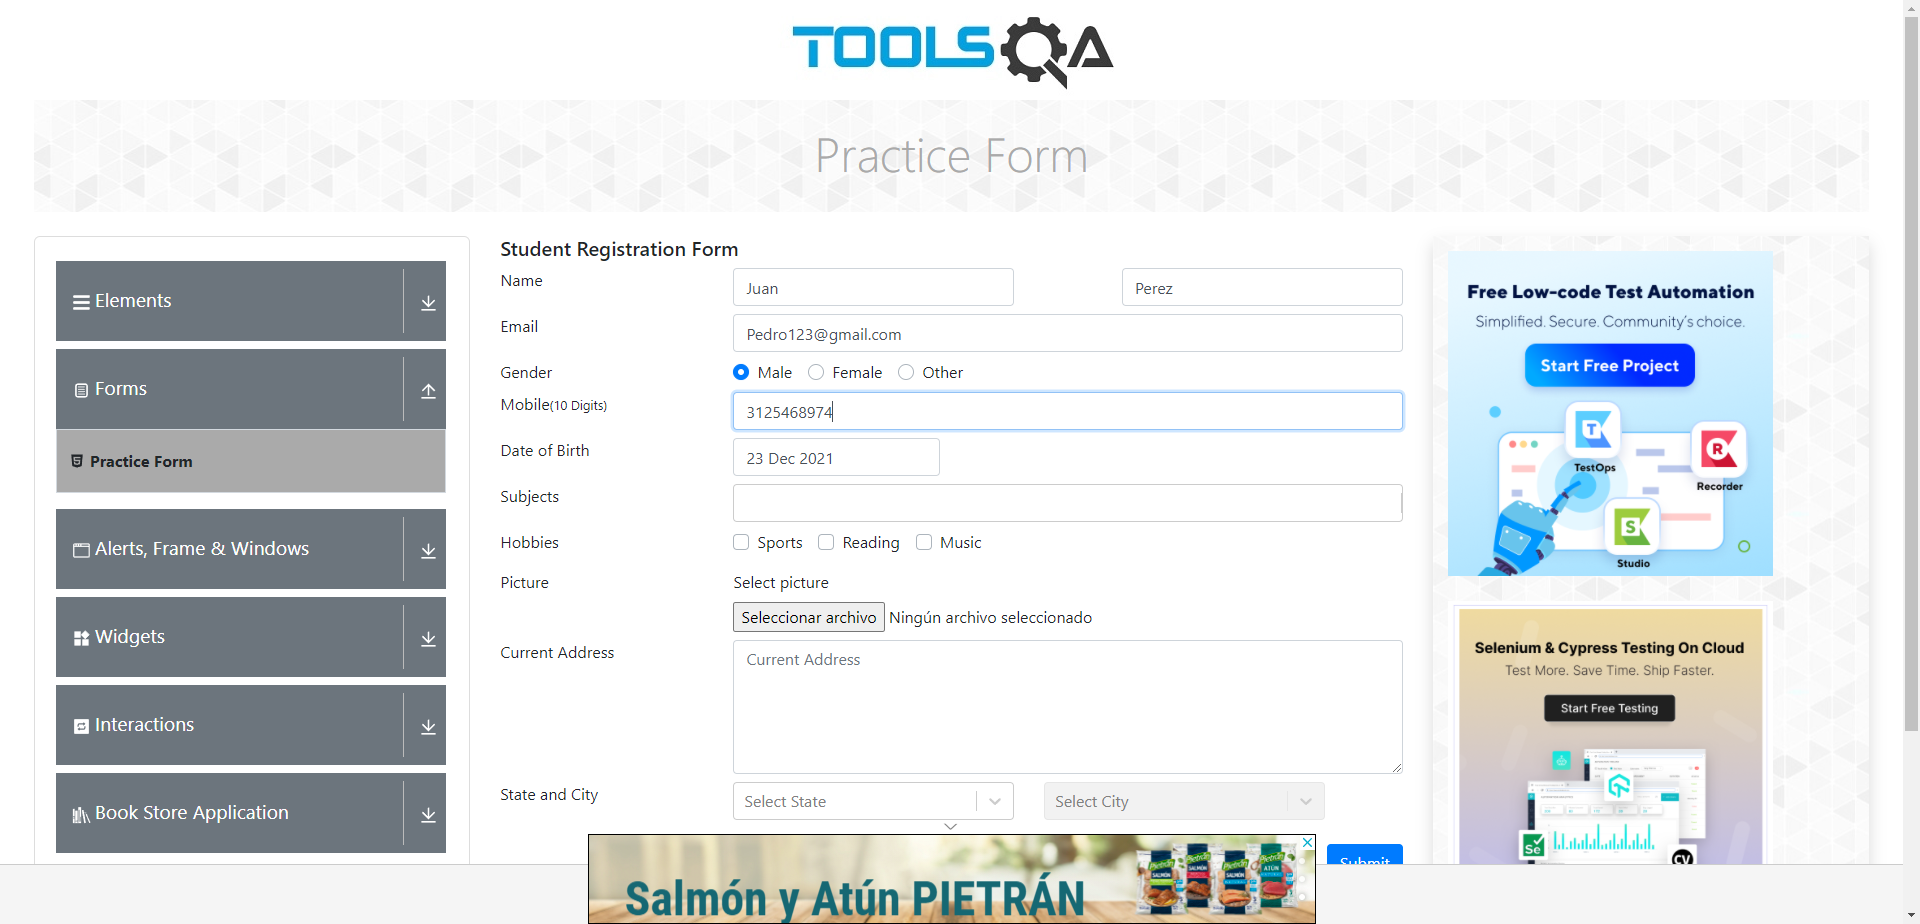 TOOLSQA
Practice Form
Elements
Forms
Practice Form
Alerts, Frame & Windows
Widgets
Interactions
Book Store Application
Student Registration Form
Name
Juan
Perez
Email
Pedro123@gmail.com
Gender
Male
Female
Other
Mobile(10 Digits)
3125468974
Date of Birth
23 Dec 2021
Subjects
Hobbies
Sports
Reading
Music
Picture
Select picture
Seleccionar archivo
Ningún archivo seleccionado
Current Address
Current Address
State and City
Select State
Select City
Submit
Free Low-code Test Automation
Simplified. Secure. Community's choice.
Start Free Project
T
TestOps
R
Recorder
S
Studio
Selenium & Cypress Testing On Cloud
Test More. Save Time. Ship Faster.
Start Free Testing
Se
CV
Salmón y Atún PIETRÁN